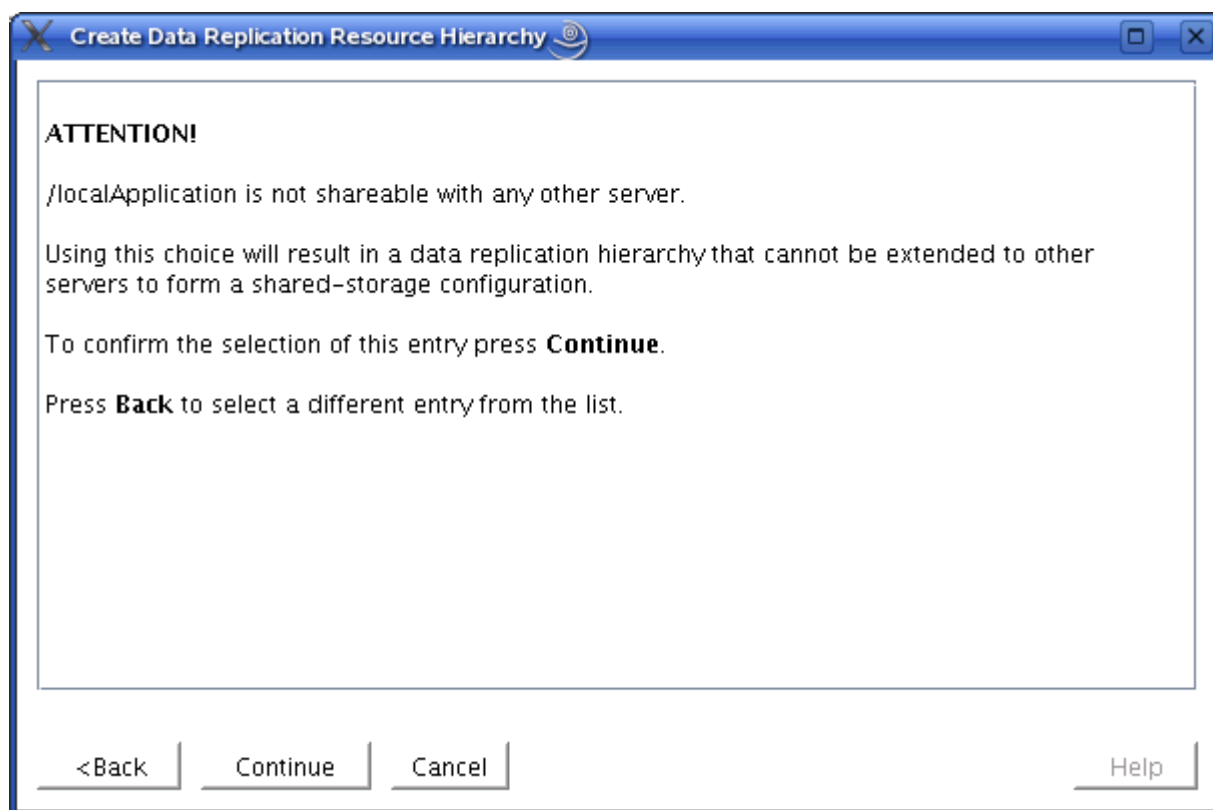 Create Data Replication Resource Hierarchy
ATTENTION!
/localApplication is not shareable with any other server.
Using this choice will result in a data replication hierarchy that cannot be extended to other
servers to form a shared-storage configuration.
To confirm the selection of this entry press Continue.
Press Back to select a different entry from the list.
<Back Continue Cancel Help